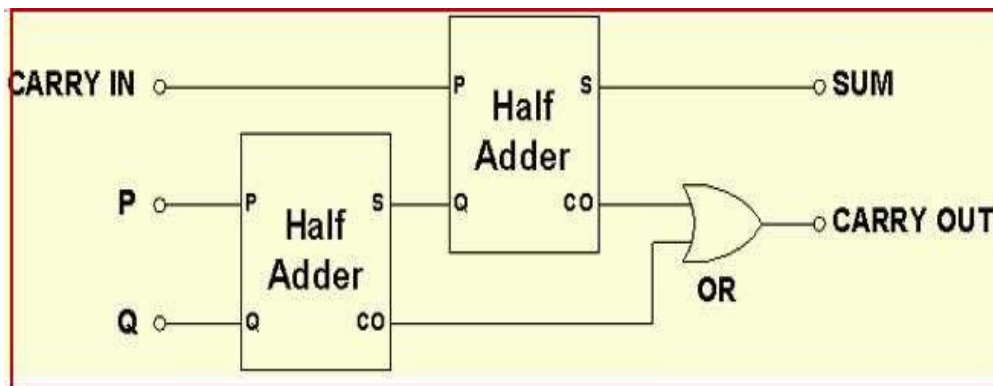 CARRY IN
P
S
SUM
Half
Adder
P
P
S
Q
CO
CARRY OUT
Half
Adder
OR
Q
Q
CO